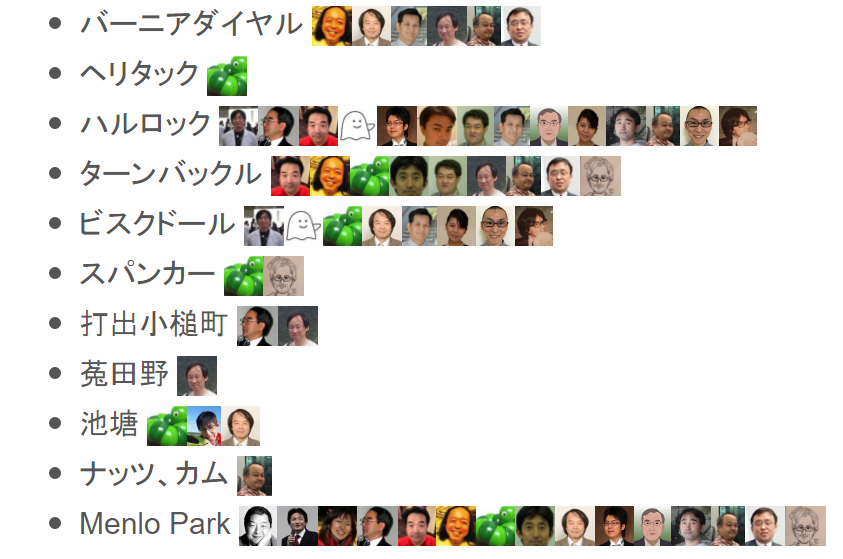 バーニアダイヤル
ヘリタック
ハルロック
ターンバックル
ビスクドール
スパンカー
打出小槌町
菟田野
池塘
ナッツ、カム
Menlo Park